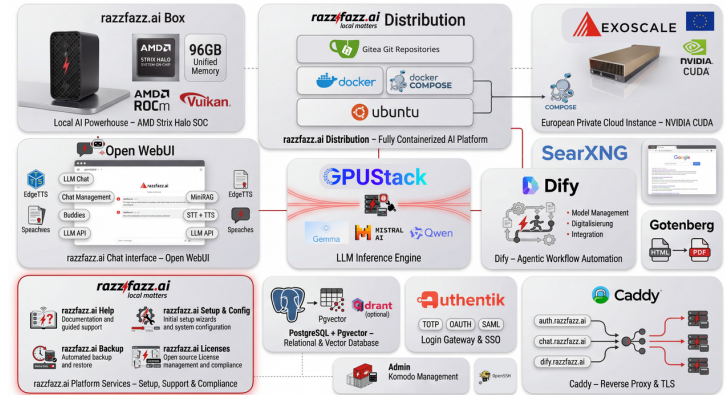 razzfazz.ai Box
AMD
STRIX HALO
SYSTEM-ON-CHIP
96GB
Unified
Memory
AMD
ROCm
Vulkan.
Local AI Powerhouse – AMD Strix Halo SOC
razzfazz.ai
local matters
Distribution
Gitea Git Repositories
docker
docker
COMPOSE
ubuntu
razzfazz.ai Distribution – Fully Containerized AI Platform
EXOSCALE
NVIDIA
CUDA
COMPOSE
European Private Cloud Instance – NVIDIA CUDA
Open WebUI
EdgeTTS
Speaches
LLM Chat
Chat Management
Buddies
LLM API
razzfazz.ai
MiniRAG
STT + TTS
LLM API
EdgeTTS
Speaches
razzfazz.ai Chat interface – Open WebUI
GPUStack
Gemma
MISTRAL
AI
Qwen
LLM Inference Engine
SearXNG
Google
Dify
• Model Management
• Digitalisierung
• Integration
Dify – Agentic Workflow Automation
Gotenberg
HTML
PDF
razzfazz.ai
local matters
razzfazz.ai Help
Documentation and
guided support
razzfazz.ai Setup & Config
Initial setup wizards
and system configuration
razzfazz.ai Backup
Automated backup
and restore
razzfazz.ai Licenses
Open source License
management and compliance
razzfazz.ai Platform Services – Setup, Support & Compliance
Pgvector
qdrant
(optional)
PostgreSQL + Pgvector –
Relational & Vector Database
Authentik
TOTP
OAUTH
SAML
Login Gateway & SSO
Admin
Komodo Management
OpenSSH
Caddy
auth.razzfazz.ai
chat.razzfazz.ai
dify.razzfazz.ai
Caddy – Reverse Proxy & TLS